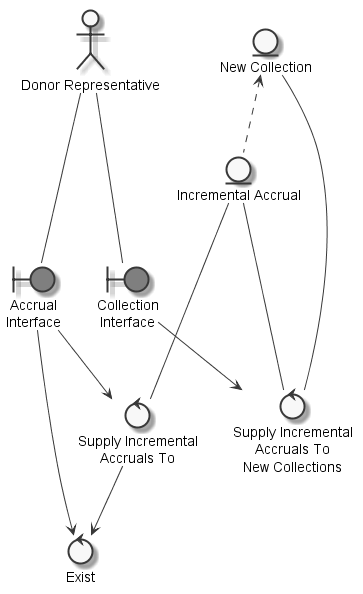 Donor Representative
New Collection
Incremental Accrual
Accrual
Interface
Collection
Interface
Supply Incremental
Accruals To
Supply Incremental
Accruals To
New Collections
Exist